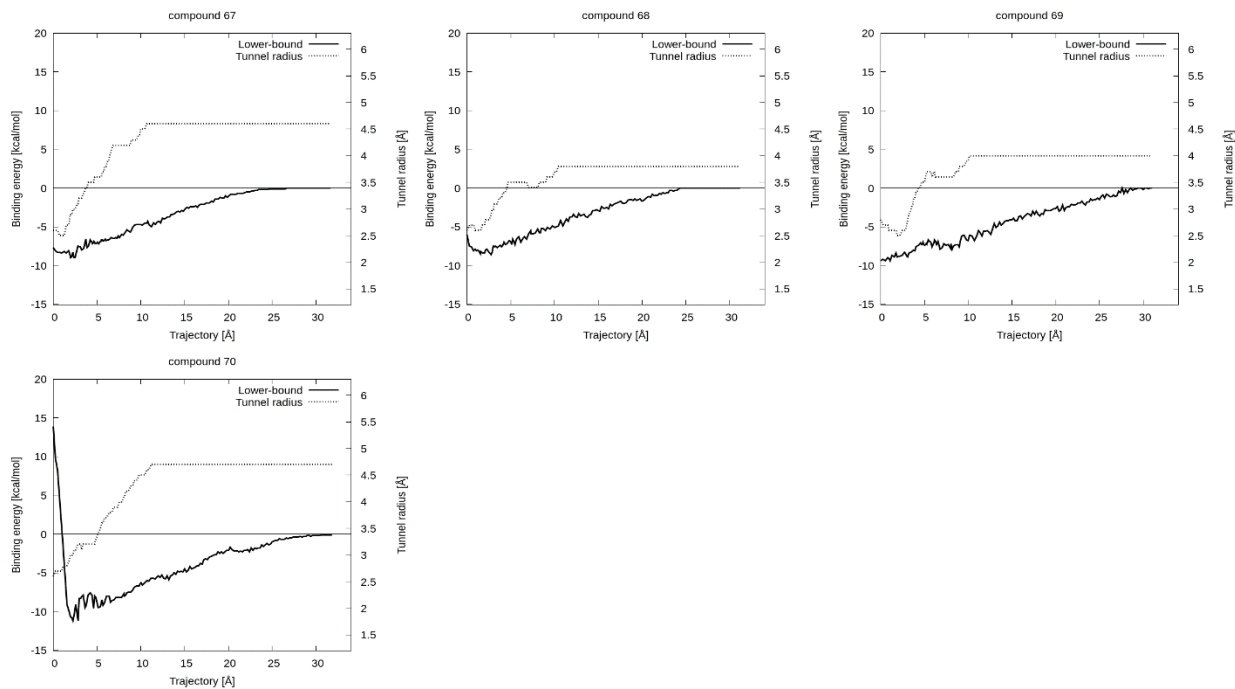 compound 67
Lower-bound
Tunnel radius
Binding energy [kcal/mol]
20
15
10
5
0
-5
-10
-15
6
5.5
5
4.5
4
3.5
3
2.5
2
1.5
Tunnel radius [Å]
0 5 10 15 20 25 30
Trajectory [Å]
compound 68
Lower-bound
Tunnel radius
Binding energy [kcal/mol]
20
15
10
5
0
-5
-10
-15
6
5.5
5
4.5
4
3.5
3
2.5
2
1.5
Tunnel radius [Å]
0 5 10 15 20 25 30
Trajectory [Å]
compound 69
Lower-bound
Tunnel radius
Binding energy [kcal/mol]
20
15
10
5
0
-5
-10
-15
6
5.5
5
4.5
4
3.5
3
2.5
2
1.5
Tunnel radius [Å]
0 5 10 15 20 25 30
Trajectory [Å]
compound 70
Lower-bound
Tunnel radius
Binding energy [kcal/mol]
20
15
10
5
0
-5
-10
-15
6
5.5
5
4.5
4
3.5
3
2.5
2
1.5
Tunnel radius [Å]
0 5 10 15 20 25 30
Trajectory [Å]